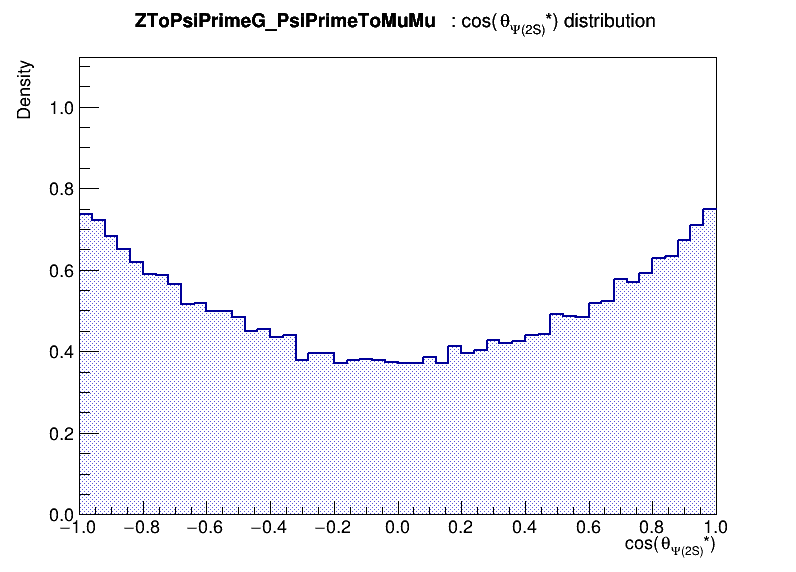 ZToPsiPrimeG_PsiPrimeToMuMu : cos(θΨ(2S)*) distribution
Density
1.0
0.8
0.6
0.4
0.2
0.0
−1.0 −0.8 −0.6 −0.4 −0.2 0.0 0.2 0.4 0.6 0.8 1.0
cos(θΨ(2S)*)